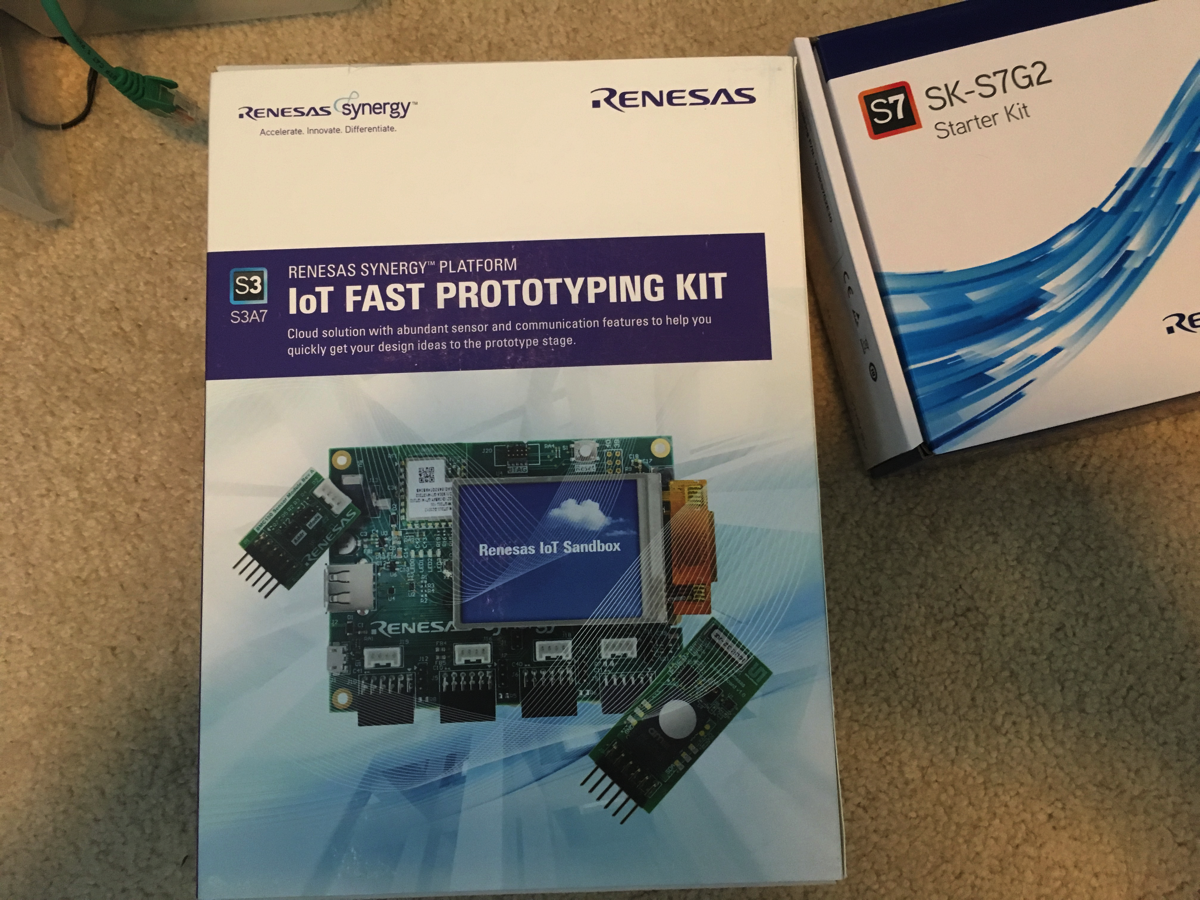 RENESAS synergy™
Accelerate. Innovate. Differentiate.
RENESAS
S3
S3A7
RENESAS SYNERGY™ PLATFORM
IoT FAST PROTOTYPING KIT
Cloud solution with abundant sensor and communication features to help you
quickly get your design ideas to the prototype stage.
Renesas IoT Sandbox
RENESA
RENESAS
S7
SK-S7G2
Starter Kit
RE